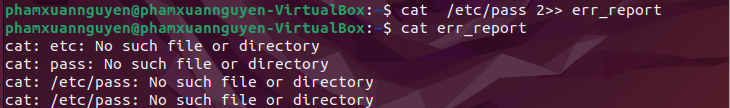 phamxuannguyen@phamxuannguyen-VirtualBox: $ cat  /etc/pass 2>> err_report
phamxuannguyen@phamxuannguyen-VirtualBox: $ cat err_report
cat: etc: No such file or directory
cat: pass: No such file or directory
cat: /etc/pass: No such file or directory
cat: /etc/pass: No such file or directory